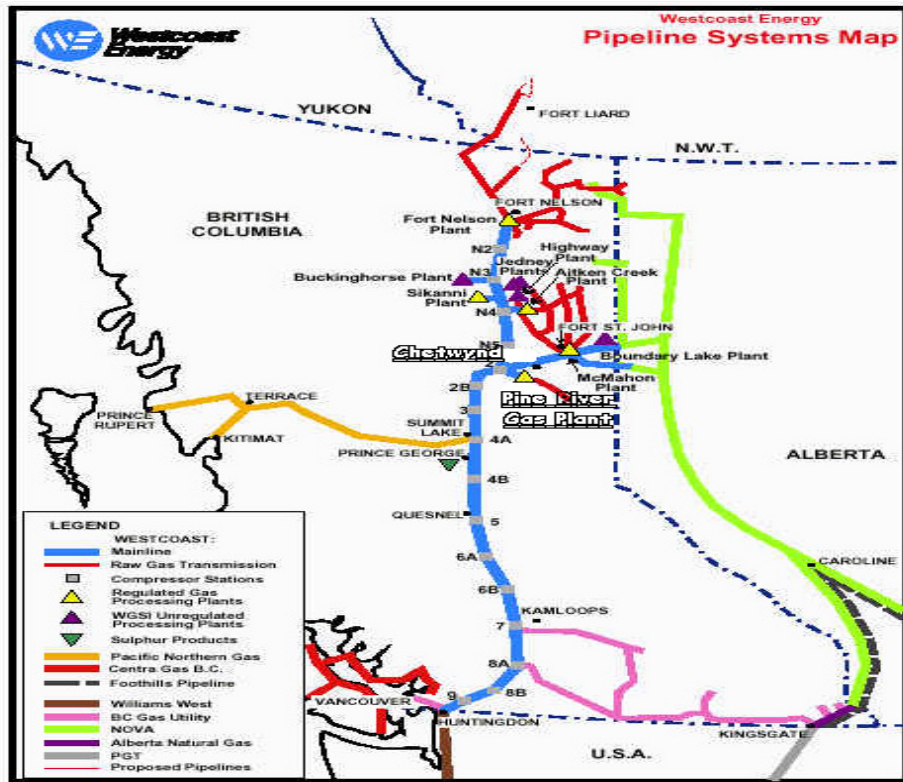 Westcoast
Energy
Westcoast Energy
Pipeline Systems Map
YUKON
FORT LIARD
N.W.T.
BRITISH
COLUMBIA
FORT NELSON
Fort Nelson
Plant
N2
Highway
Plant
Jedney
Plants
Aitken Creek
Plant
Buckinghorse Plant
N3
Sikanni
Plant
N4
FORT ST. JOHN
N5
Chetwynd
Boundary Lake Plant
2
McMahon
Plant
2B
Pine River
Gas Plant
TERRACE
3
PRINCE
RUPERT
SUMMIT
LAKE
KITIMAT
4A
PRINCE GEORGE
ALBERTA
4B
QUESNEL
5
6A
CAROLINE
6B
KAMLOOPS
7
8A
8B
9
VANCOUVER
HUNTINGDON
KINGSGATE
U.S.A.
LEGEND
WESTCOAST:
Mainline
Raw Gas Transmission
Compressor Stations
Regulated Gas
Processing Plants
WGSI Unregulated
Processing Plants
Sulphur Products
Pacific Northern Gas
Centra Gas B.C.
Foothills Pipeline
Williams West
BC Gas Utility
NOVA
Alberta Natural Gas
PGT
Proposed Pipelines